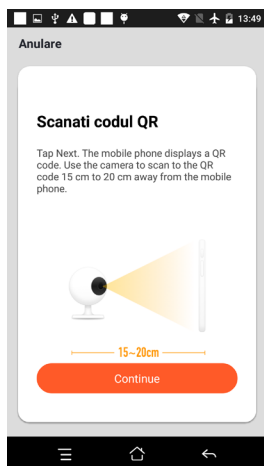 13:49
Anulare
Scanati codul QR
Tap Next. The mobile phone displays a QR
code. Use the camera to scan to the QR
code 15 cm to 20 cm away from the mobile
phone.
15~20cm
Continue